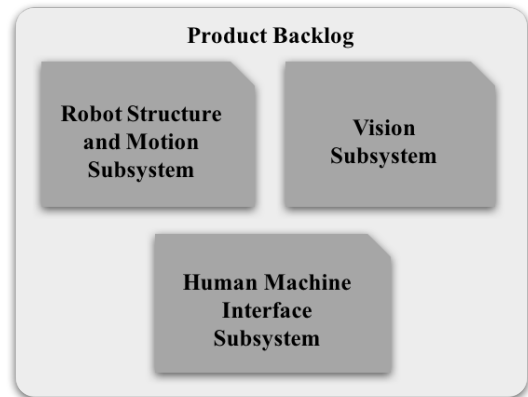 Product Backlog
Robot Structure
and Motion
Subsystem
Vision
Subsystem
Human Machine
Interface
Subsystem